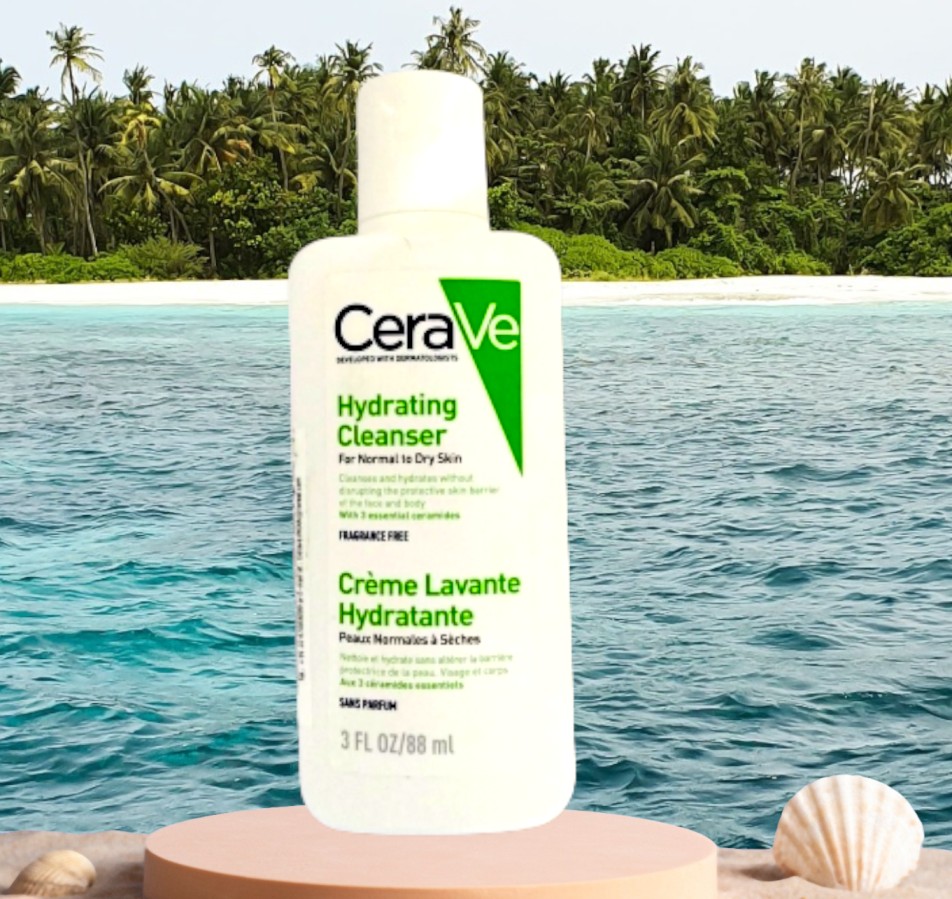 CeraVe
DEVELOPED WITH DERMATOLOGISTS
Hydrating
Cleanser
For Normal to Dry Skin
Cleanses and hydrates without
disrupting the protective skin barrier
of the face and body
With 3 essential ceramides
FRAGRANCE FREE
Crème Lavante
Hydratante
Peaux Normales à Sèches
Nettoie et hydrate sans altérer la barrière
protectrice de la peau. Visage et corps
Aux 3 céramides essentiels
SANS PARFUM
3 FL OZ/88 ml